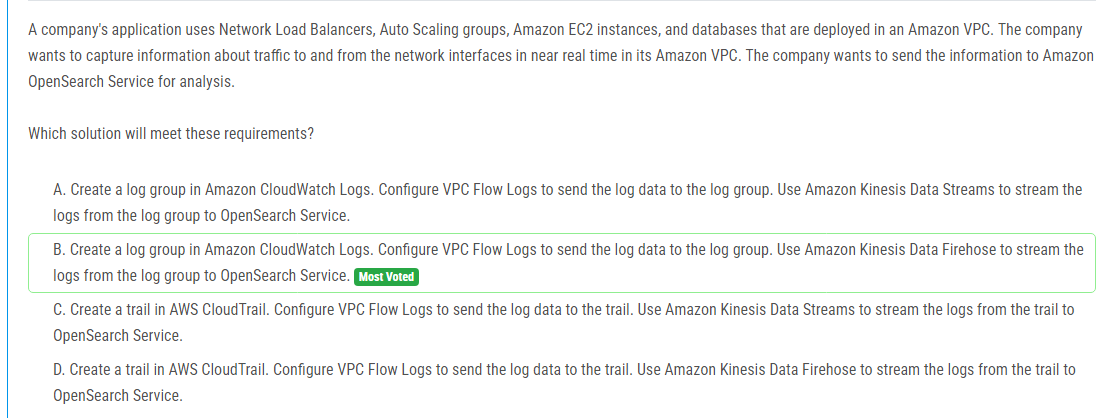 A company's application uses Network Load Balancers, Auto Scaling groups, Amazon EC2 instances, and databases that are deployed in an Amazon VPC. The company
wants to capture information about traffic to and from the network interfaces in near real time in its Amazon VPC. The company wants to send the information to Amazon
OpenSearch Service for analysis.
Which solution will meet these requirements?
A. Create a log group in Amazon CloudWatch Logs. Configure VPC Flow Logs to send the log data to the log group. Use Amazon Kinesis Data Streams to stream the
logs from the log group to OpenSearch Service.
B. Create a log group in Amazon CloudWatch Logs. Configure VPC Flow Logs to send the log data to the log group. Use Amazon Kinesis Data Firehose to stream the
logs from the log group to OpenSearch Service. Most Voted
C. Create a trail in AWS CloudTrail. Configure VPC Flow Logs to send the log data to the trail. Use Amazon Kinesis Data Streams to stream the logs from the trail to
OpenSearch Service.
D. Create a trail in AWS CloudTrail. Configure VPC Flow Logs to send the log data to the trail. Use Amazon Kinesis Data Firehose to stream the logs from the trail to
OpenSearch Service.